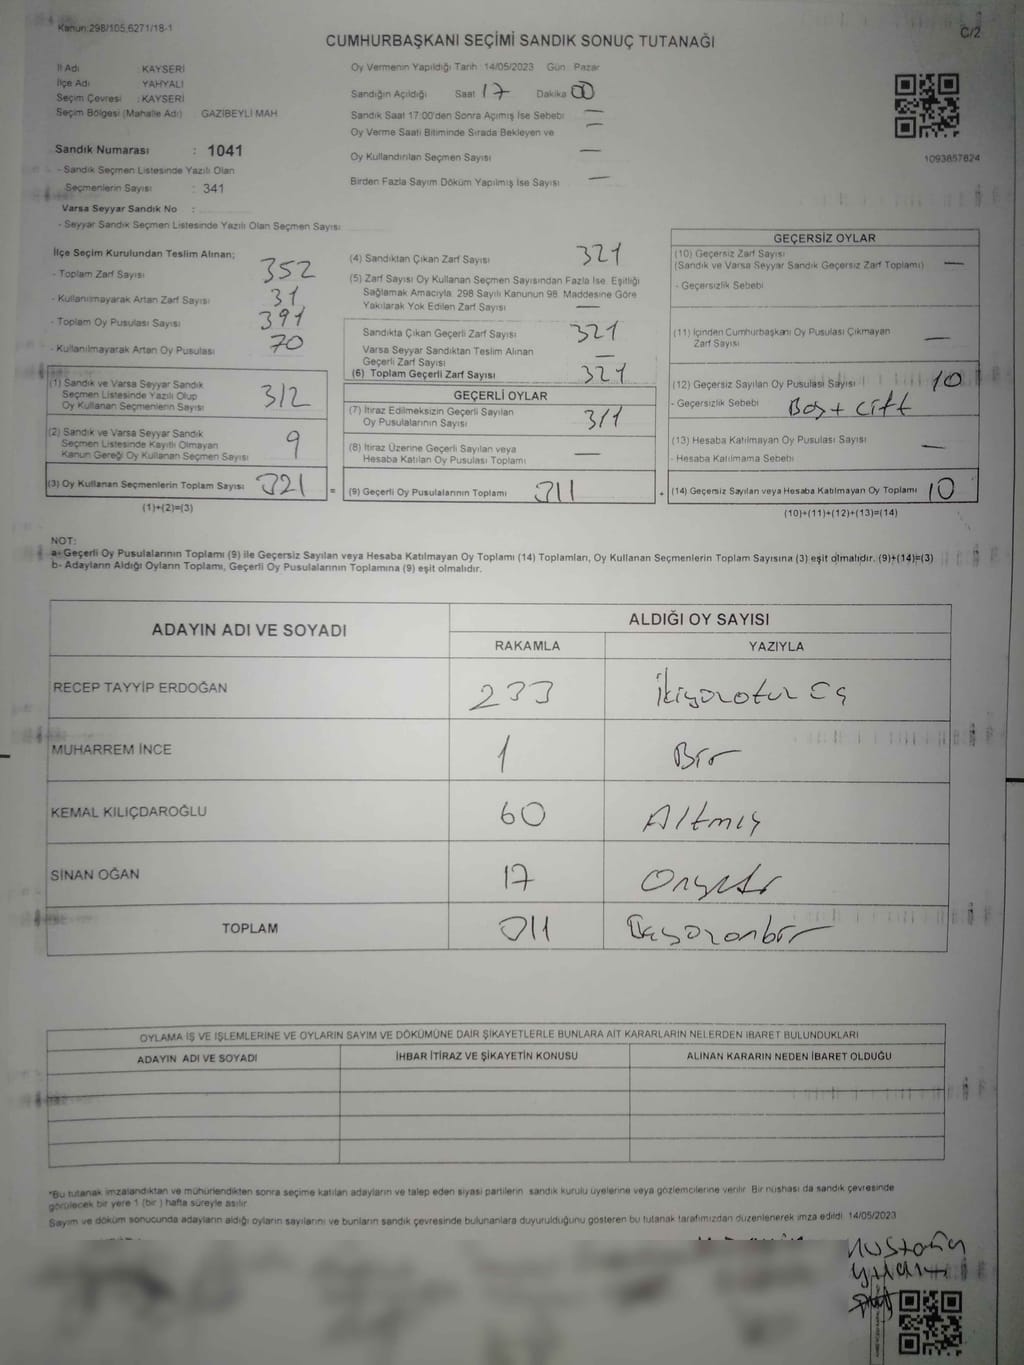 Kanun:298/105,6271/18-1
C/2
CUMHURBAŞKANI SEÇİMİ SANDIK SONUÇ TUTANAĞI
İl Adı : KAYSERİ
İlçe Adı : YAHYALI
Seçim Çevresi : KAYSERİ
Seçim Bölgesi (Mahalle Adı) GAZİBEYLİ MAH
Sandık Numarası : 1041
- Sandık Seçmen Listesinde Yazılı Olan
Seçmenlerin Sayısı : 341
Varsa Seyyar Sandık No :
- Seyyar Sandık Seçmen Listesinde Yazılı Olan Seçmen Sayısı:
Oy Vermenin Yapıldığı Tarih :14/05/2023 Gün : Pazar
Sandığın Açıldığı Saat 17 Dakika 00
Sandık Saat 17:00'den Sonra Açımış İse Sebebi —
Oy Verme Saati Bitiminde Sırada Bekleyen ve —
Oy Kullandırılan Seçmen Sayısı —
Birden Fazla Sayım Döküm Yapılmış İse Sayısı —
1093857824
İlçe Seçim Kurulundan Teslim Alınan;
- Toplam Zarf Sayısı 352
- Kullanılmayarak Artan Zarf Sayısı 31
- Toplam Oy Pusulası Sayısı 391
- Kullanılmayarak Artan Oy Pusulası 70
(1) Sandık ve Varsa Seyyar Sandık
Seçmen Listesinde Yazılı Olup
Oy Kullanan Seçmenlerin Sayısı 312
(2) Sandık ve Varsa Seyyar Sandık
Seçmen Listesinde Kayıtlı Olmayan
Kanun Gereği Oy Kullanan Seçmen Sayısı 9
(3) Oy Kullanan Seçmenlerin Toplam Sayısı 321 =
(1)+(2)=(3)
(4) Sandıktan Çıkan Zarf Sayısı 321
(5) Zarf Sayısı Oy Kullanan Seçmen Sayısından Fazla İse, Eşitliği
Sağlamak Amacıyla, 298 Sayılı Kanunun 98. Maddesine Göre
Yakılarak Yok Edilen Zarf Sayısı —
Sandıkta Çıkan Geçerli Zarf Sayısı 321
Varsa Seyyar Sandıktan Teslim Alınan
Geçerli Zarf Sayısı —
(6) Toplam Geçerli Zarf Sayısı 321
GEÇERLİ OYLAR
(7) İtiraz Edilmeksizin Geçerli Sayılan
Oy Pusulalarının Sayısı 311
(8) İtiraz Üzerine Geçerli Sayılan veya
Hesaba Katılan Oy Pusulası Toplamı —
(9) Geçerli Oy Pusulalarının Toplamı 311 +
GEÇERSİZ OYLAR
(10) Geçersiz Zarf Sayısı
(Sandık ve Varsa Seyyar Sandık Geçersiz Zarf Toplamı) —
- Geçersizlik Sebebi
(11) İçinden Cumhurbaşkanı Oy Pusulası Çıkmayan
Zarf Sayısı —
(12) Geçersiz Sayılan Oy Pusulası Sayısı 10
- Geçersizlik Sebebi Boş + Çift
(13) Hesaba Katılmayan Oy Pusulası Sayısı —
- Hesaba Katılmama Sebebi
(14) Geçersiz Sayılan veya Hesaba Katılmayan Oy Toplamı 10
(10)+(11)+(12)+(13)=(14)
NOT:
a- Geçerli Oy Pusulalarının Toplamı (9) ile Geçersiz Sayılan veya Hesaba Katılmayan Oy Toplamı (14) Toplamları, Oy Kullanan Seçmenlerin Toplam Sayısına (3) eşit olmalıdır. (9)+(14)=(3)
b- Adayların Aldığı Oyların Toplamı, Geçerli Oy Pusulalarının Toplamına (9) eşit olmalıdır.
ADAYIN ADI VE SOYADI
ALDIĞI OY SAYISI
RAKAMLA YAZIYLA
RECEP TAYYİP ERDOĞAN 233 İkiyüzotuz Üç
MUHARREM İNCE 1 Bir
KEMAL KILIÇDAROĞLU 60 Altmış
SİNAN OĞAN 17 Onyedi
TOPLAM 311 Üçyüzonbir
OYLAMA İŞ VE İŞLEMLERİNE VE OYLARIN SAYIM VE DÖKÜMÜNE DAİR ŞİKAYETLERLE BUNLARA AİT KARARLARIN NELERDEN İBARET BULUNDUKLARI
ADAYIN ADI VE SOYADI İHBAR İTİRAZ VE ŞİKAYETİN KONUSU ALINAN KARARIN NEDEN İBARET OLDUĞU
"Bu tutanak imzalandıktan ve mühürlendikten sonra seçime katılan adayların ve talep eden siyasi partilerin sandık kurulu üyelerine veya gözlemcilerine verilir. Bir nüshası da sandık çevresinde
görülecek bir yere 1 (bir ) hafta süreyle asılır.
Sayım ve döküm sonucunda adayların aldığı oyların sayılarını ve bunların sandık çevresinde bulunanlara duyurulduğunu gösteren bu tutanak tarafımızdan düzenlenerek imza edildi. 14/05/2023
Mustafa